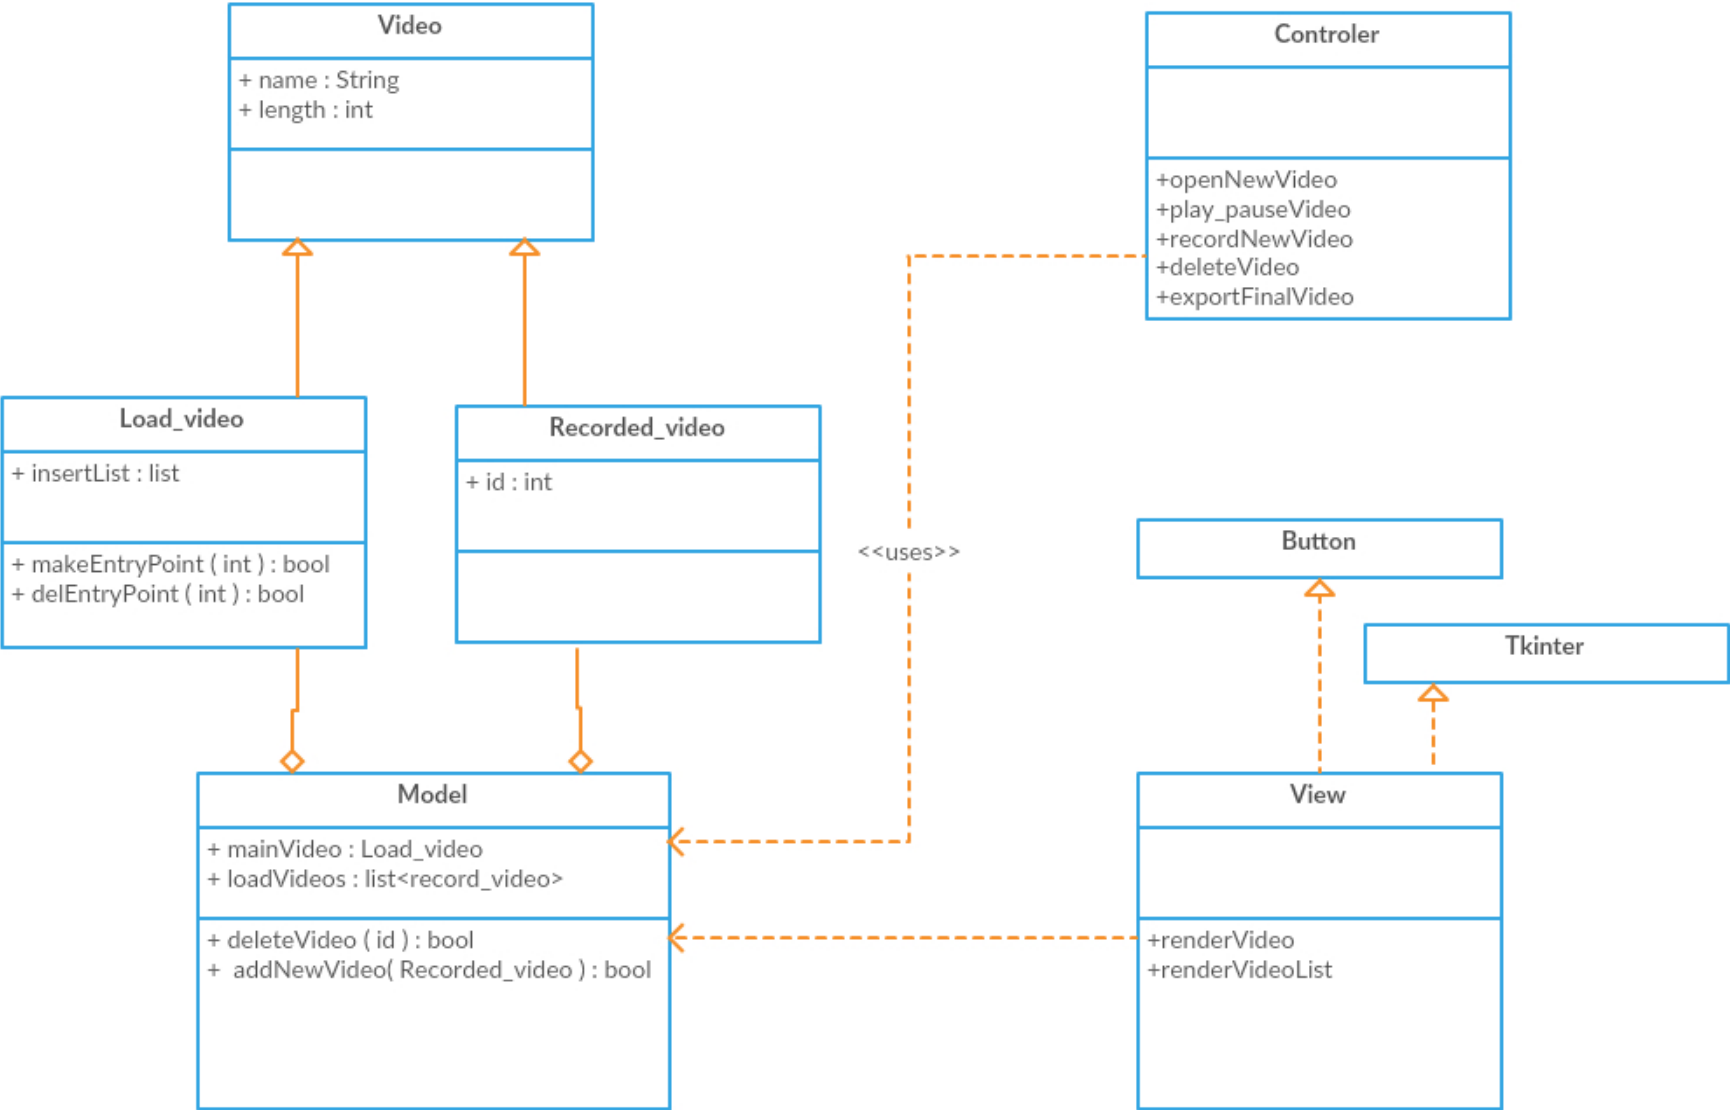 Video
+ name : String
+ length : int
Controler
+openNewVideo
+play_pauseVideo
+recordNewVideo
+deleteVideo
+exportFinalVideo
Load_video
+ insertList : list
+ makeEntryPoint ( int ) : bool
+ delEntryPoint ( int ) : bool
Recorded_video
+ id : int
<<uses>>
Button
Tkinter
Model
+ mainVideo : Load_video
+ loadVideos : list<record_video>
+ deleteVideo ( id ) : bool
+  addNewVideo( Recorded_video ) : bool
View
+renderVideo
+renderVideoList